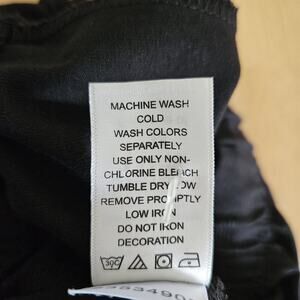 MACHINE WASH
COLD
WASH COLORS
SEPARATELY
USE ONLY NON-
CHLORINE BLEACH
TUMBLE DRY LOW
REMOVE PROMPTLY
LOW IRON
DO NOT IRON
DECORATION
30C